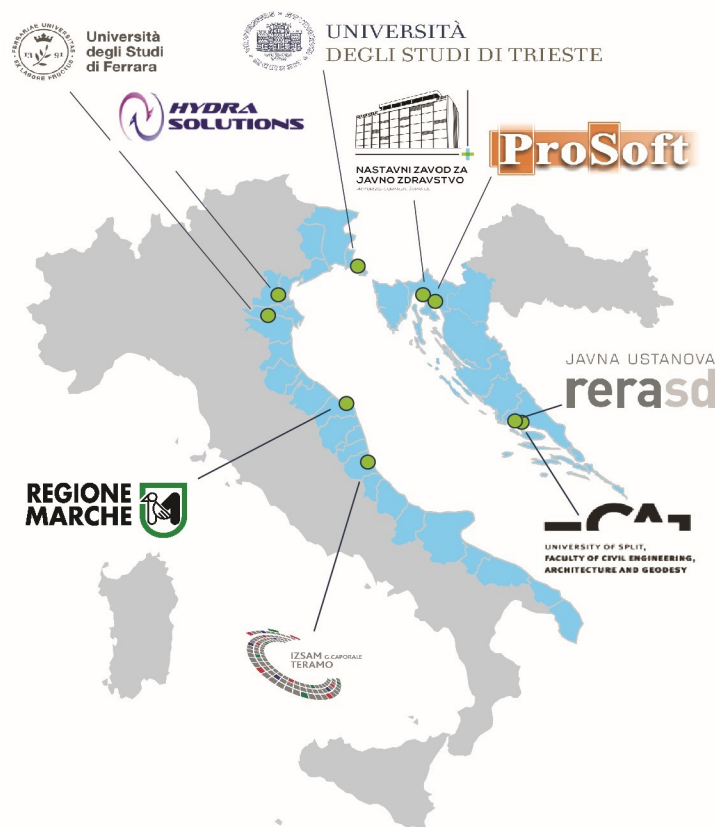 Università
degli Studi
di Ferrara
UNIVERSITÀ
DEGLI STUDI DI TRIESTE
HYDRA
SOLUTIONS
NASTAVNI ZAVOD ZA
JAVNO ZDRAVSTVO
ProSoft
JAVNA USTANOVA
rerasd
REGIONE
MARCHE
UNIVERSITY OF SPLIT,
FACULTY OF CIVIL ENGINEERING,
ARCHITECTURE AND GEODESY
IZSAM G.CAPORALE
TERAMO